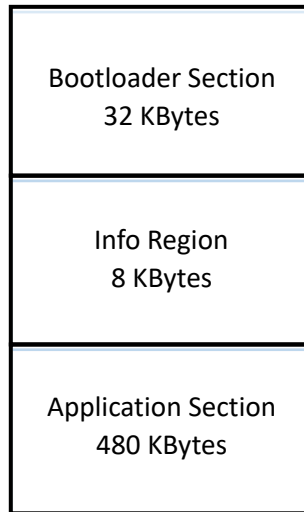 Bootloader Section
32 KBytes
Info Region
8 KBytes
Application Section
480 KBytes